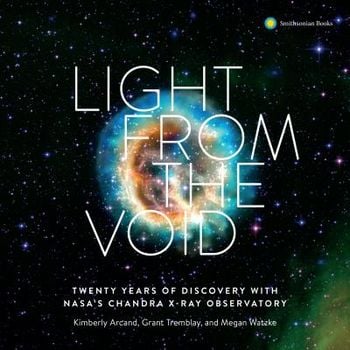 Smithsonian Books
LIGHT
FROM
THE
VOID
TWENTY YEARS OF DISCOVERY WITH
NASA'S CHANDRA X-RAY OBSERVATORY
Kimberly Arcand, Grant Tremblay, and Megan Watzke